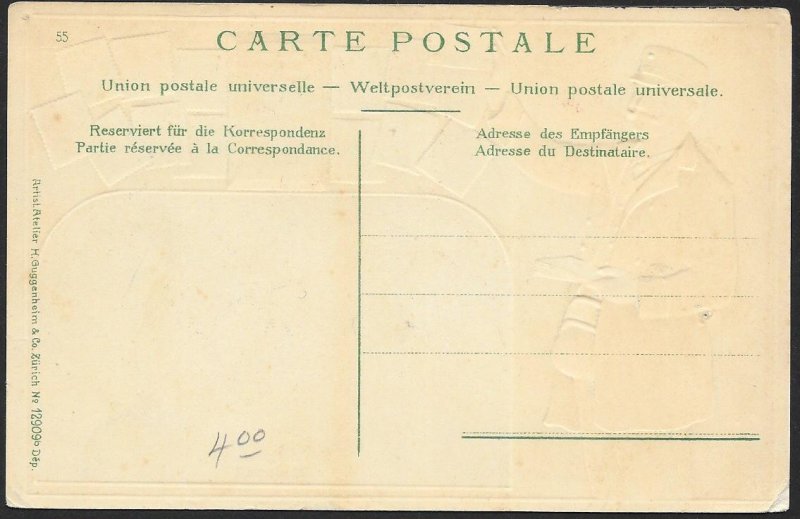 55
CARTE POSTALE
Union postale universelle — Weltpostverein — Union postale universale.
Reserviert für die Korrespondenz
Partie réservée à la Correspondance.
Adresse des Empfängers
Adresse du Destinataire.
Artist. Atelier H. Guggenheim & Co. Zürich No 12909b Dép.
4 00